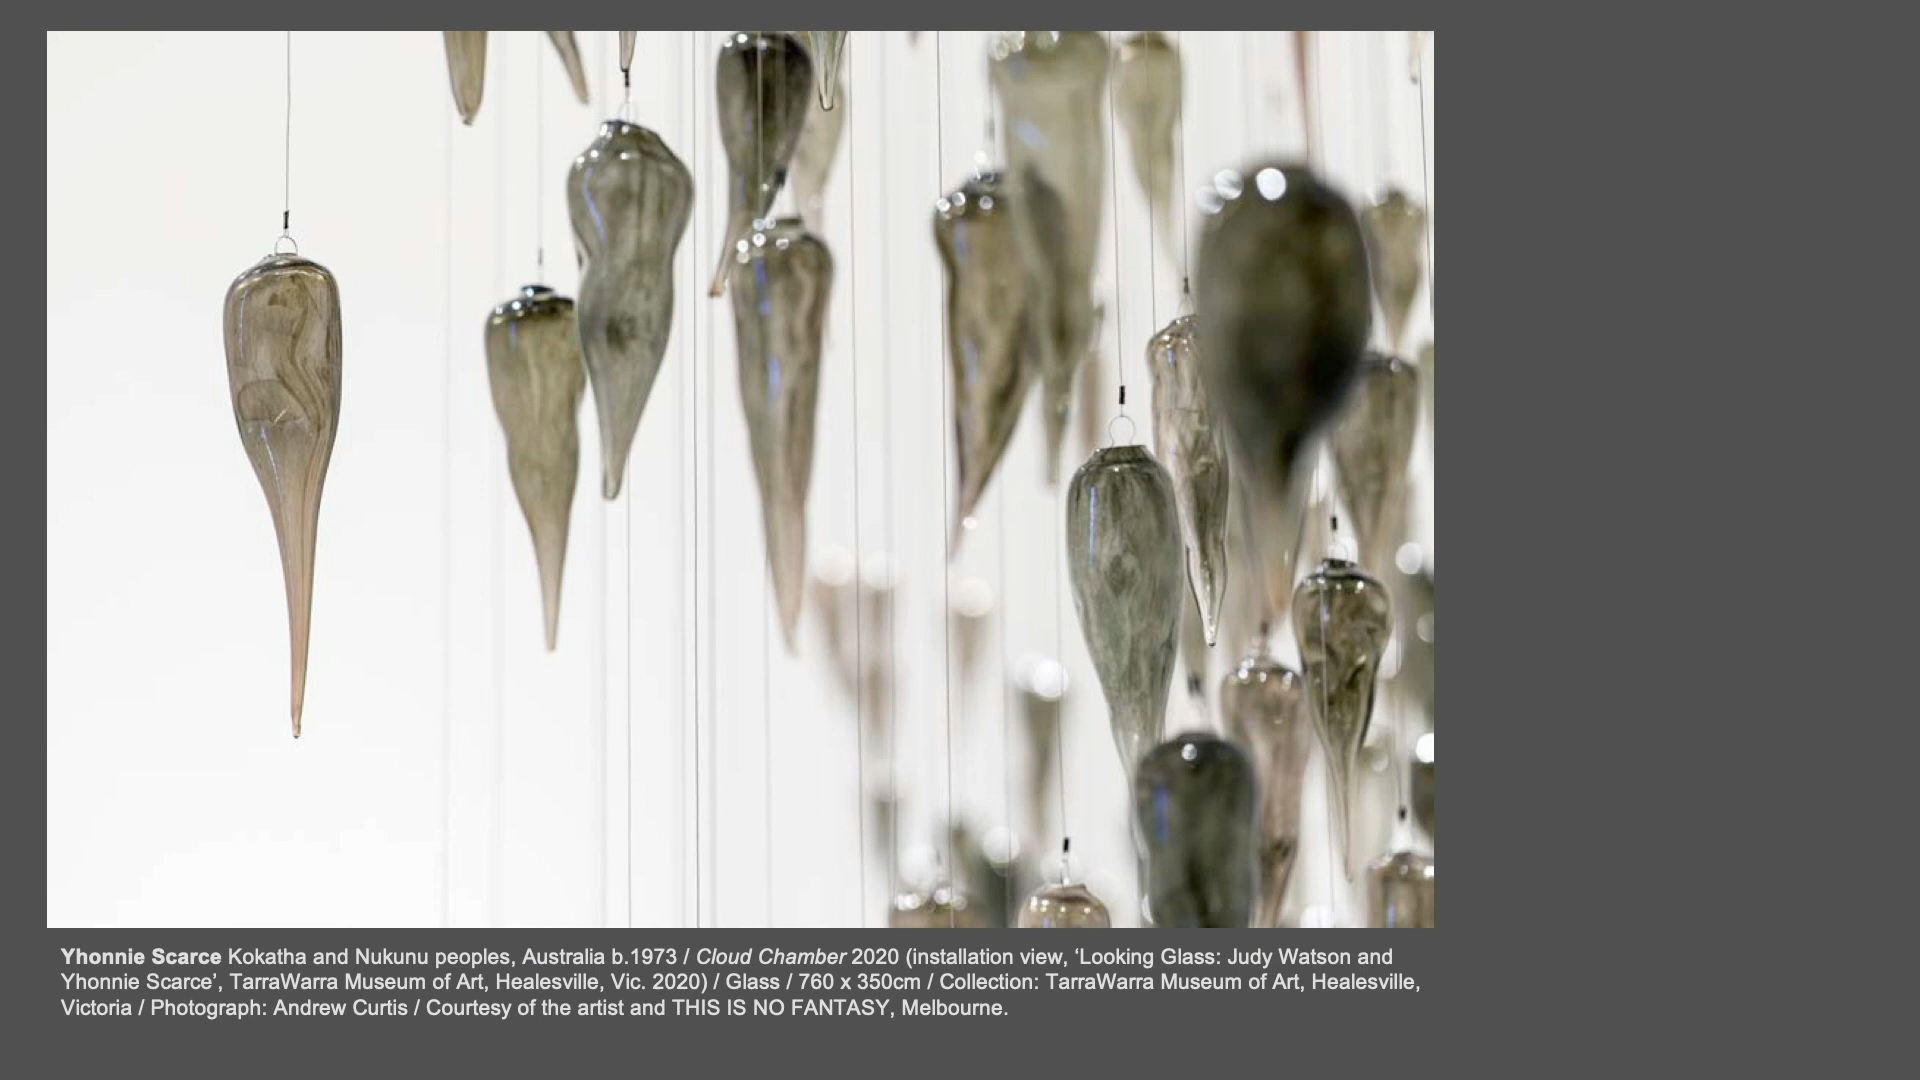 Yhonnie Scarce Kokatha and Nukunu peoples, Australia b.1973 / Cloud Chamber 2020 (installation view, ‘Looking Glass: Judy Watson and
Yhonnie Scarce’, TarraWarra Museum of Art, Healesville, Vic. 2020) / Glass / 760 x 350cm / Collection: TarraWarra Museum of Art, Healesville,
Victoria / Photograph: Andrew Curtis / Courtesy of the artist and THIS IS NO FANTASY, Melbourne.